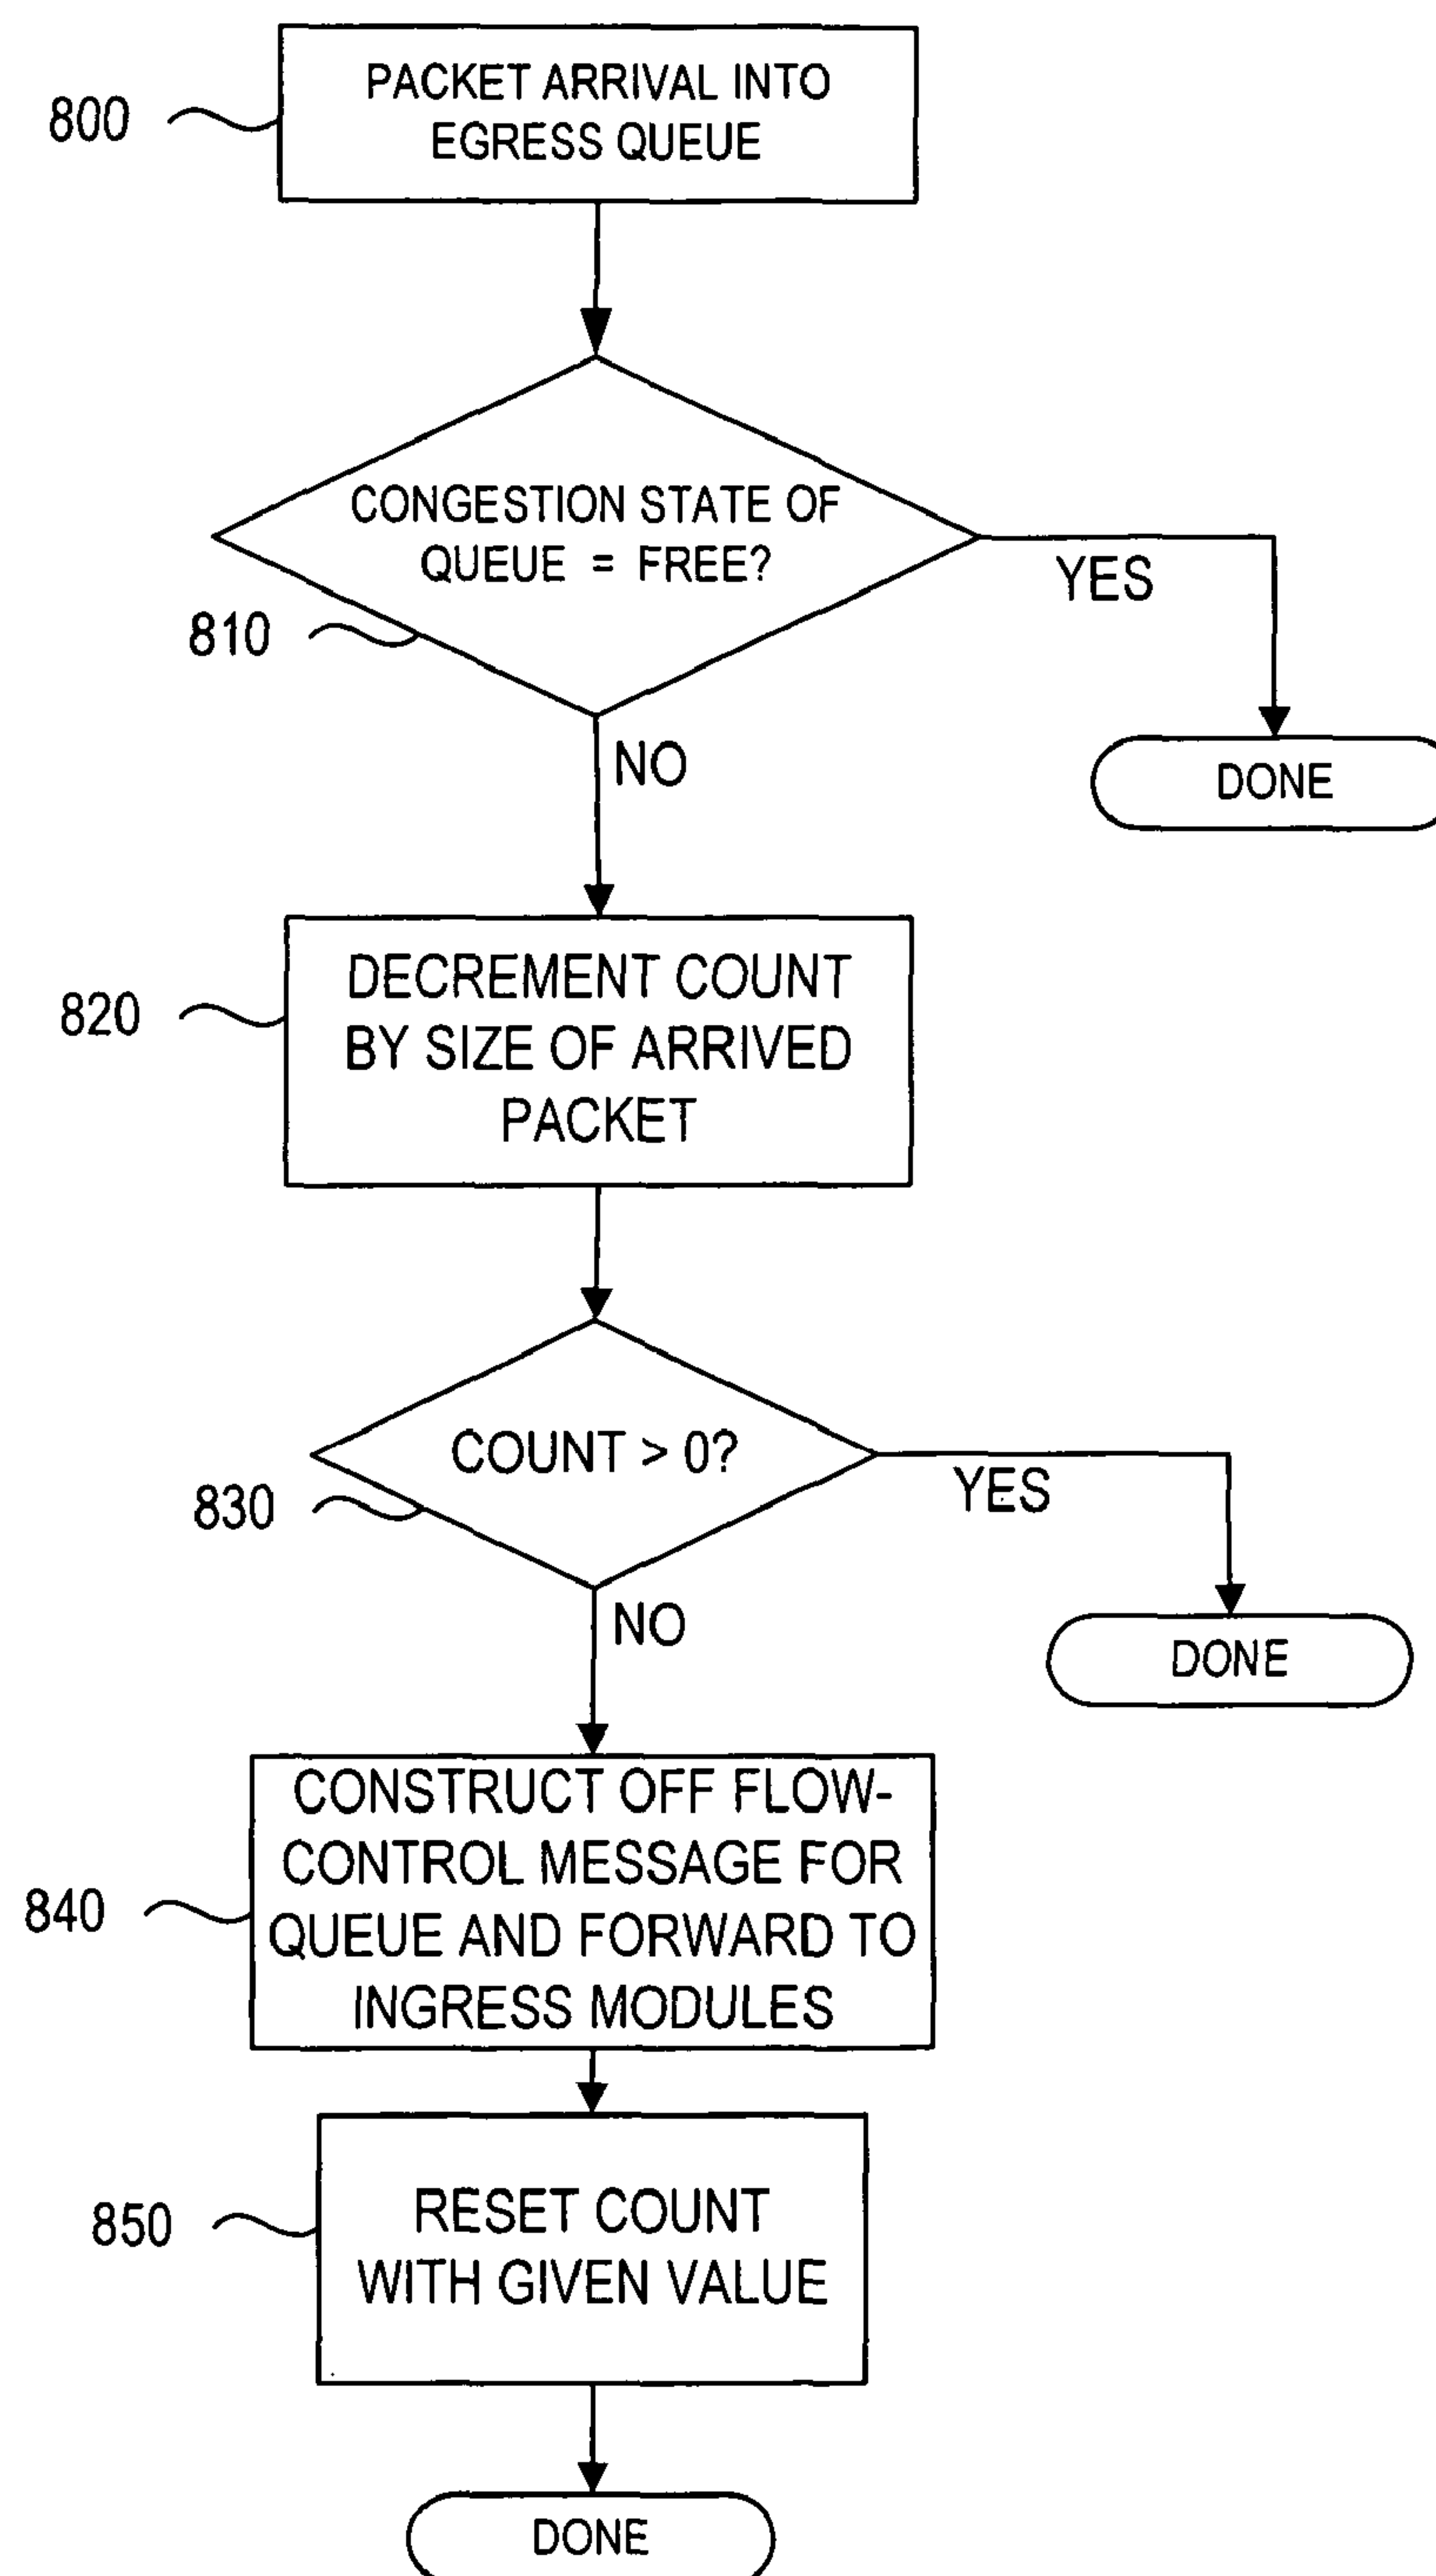 800
PACKET ARRIVAL INTO
EGRESS QUEUE
CONGESTION STATE OF
QUEUE = FREE?
810
YES
DONE
NO
820
DECREMENT COUNT
BY SIZE OF ARRIVED
PACKET
COUNT > 0?
830
YES
DONE
NO
840
CONSTRUCT OFF FLOW-
CONTROL MESSAGE FOR
QUEUE AND FORWARD TO
INGRESS MODULES
850
RESET COUNT
WITH GIVEN VALUE
DONE